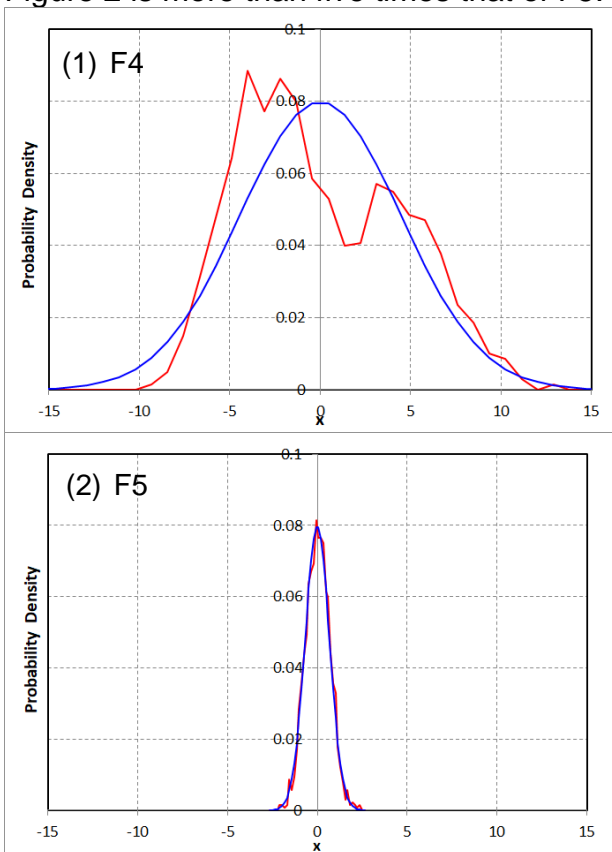 Figure 2 is more than five times that of F5.
(1) F4
0.1
0.08
0.06
0.04
0.02
0
Probability Density
-15 -10 -5 0 5 10 15
x
(2) F5
0.1
0.08
0.06
0.04
0.02
0
Probability Density
-15 -10 -5 0 5 10 15
x